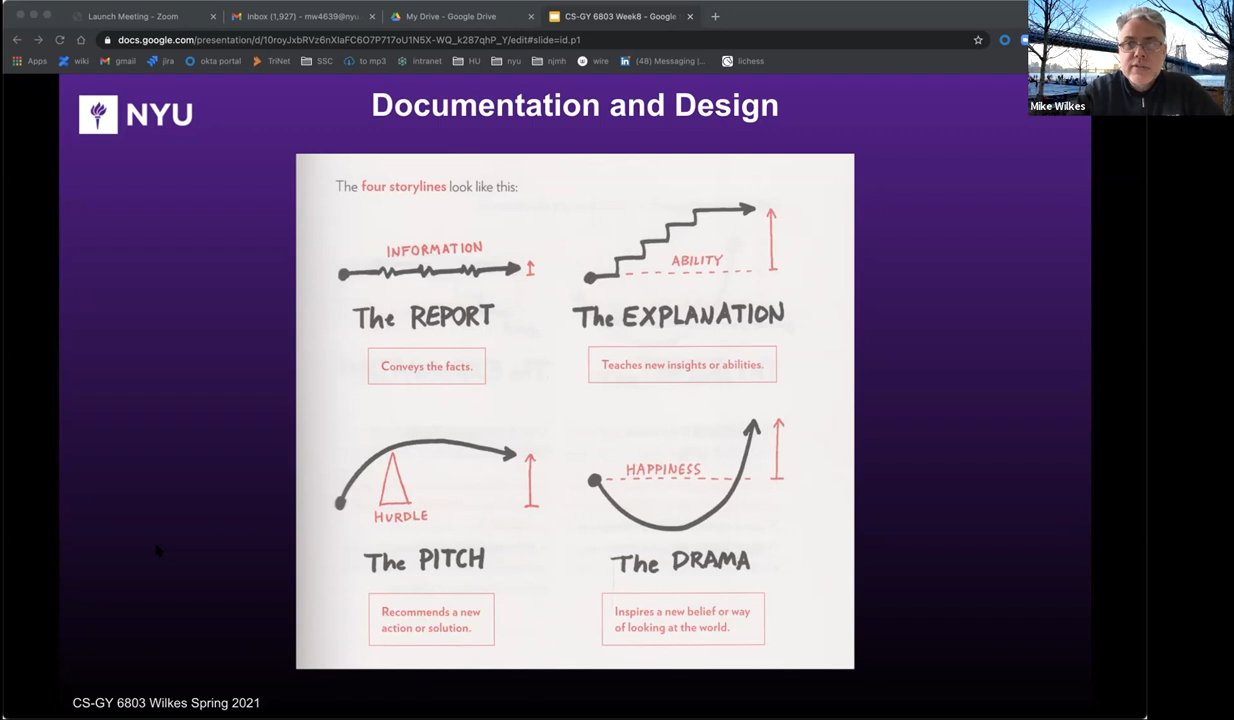 Launch Meeting - Zoom
Inbox (1,927) - mw4639@nyu
My Drive - Google Drive
CS-GY 6803 Week8 - Google
docs.google.com/presentation/d/10royJxbRVz6nXlaFC6O7P717oU1N5X-WQ_k287qhP_Y/edit#slide=id.p1
Apps wiki gmail jira okta portal TriNet SSC to mp3 intranet HU nyu njmh wire (48) Messaging |... lichess
Mike Wilkes
NYU
Documentation and Design
The four storylines look like this:
INFORMATION
The REPORT
Conveys the facts.
ABILITY
The EXPLANATION
Teaches new insights or abilities.
HURDLE
The PITCH
Recommends a new
action or solution.
HAPPINESS
The DRAMA
Inspires a new belief or way
of looking at the world.
CS-GY 6803 Wilkes Spring 2021